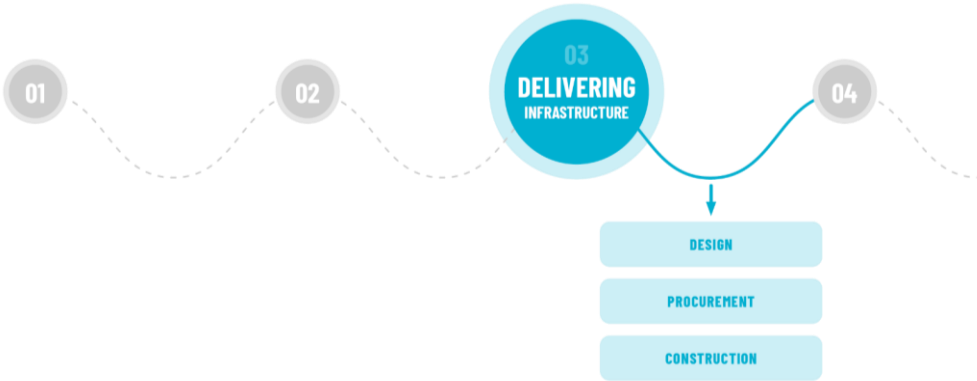 01
02
03
DELIVERING
INFRASTRUCTURE
04
DESIGN
PROCUREMENT
CONSTRUCTION